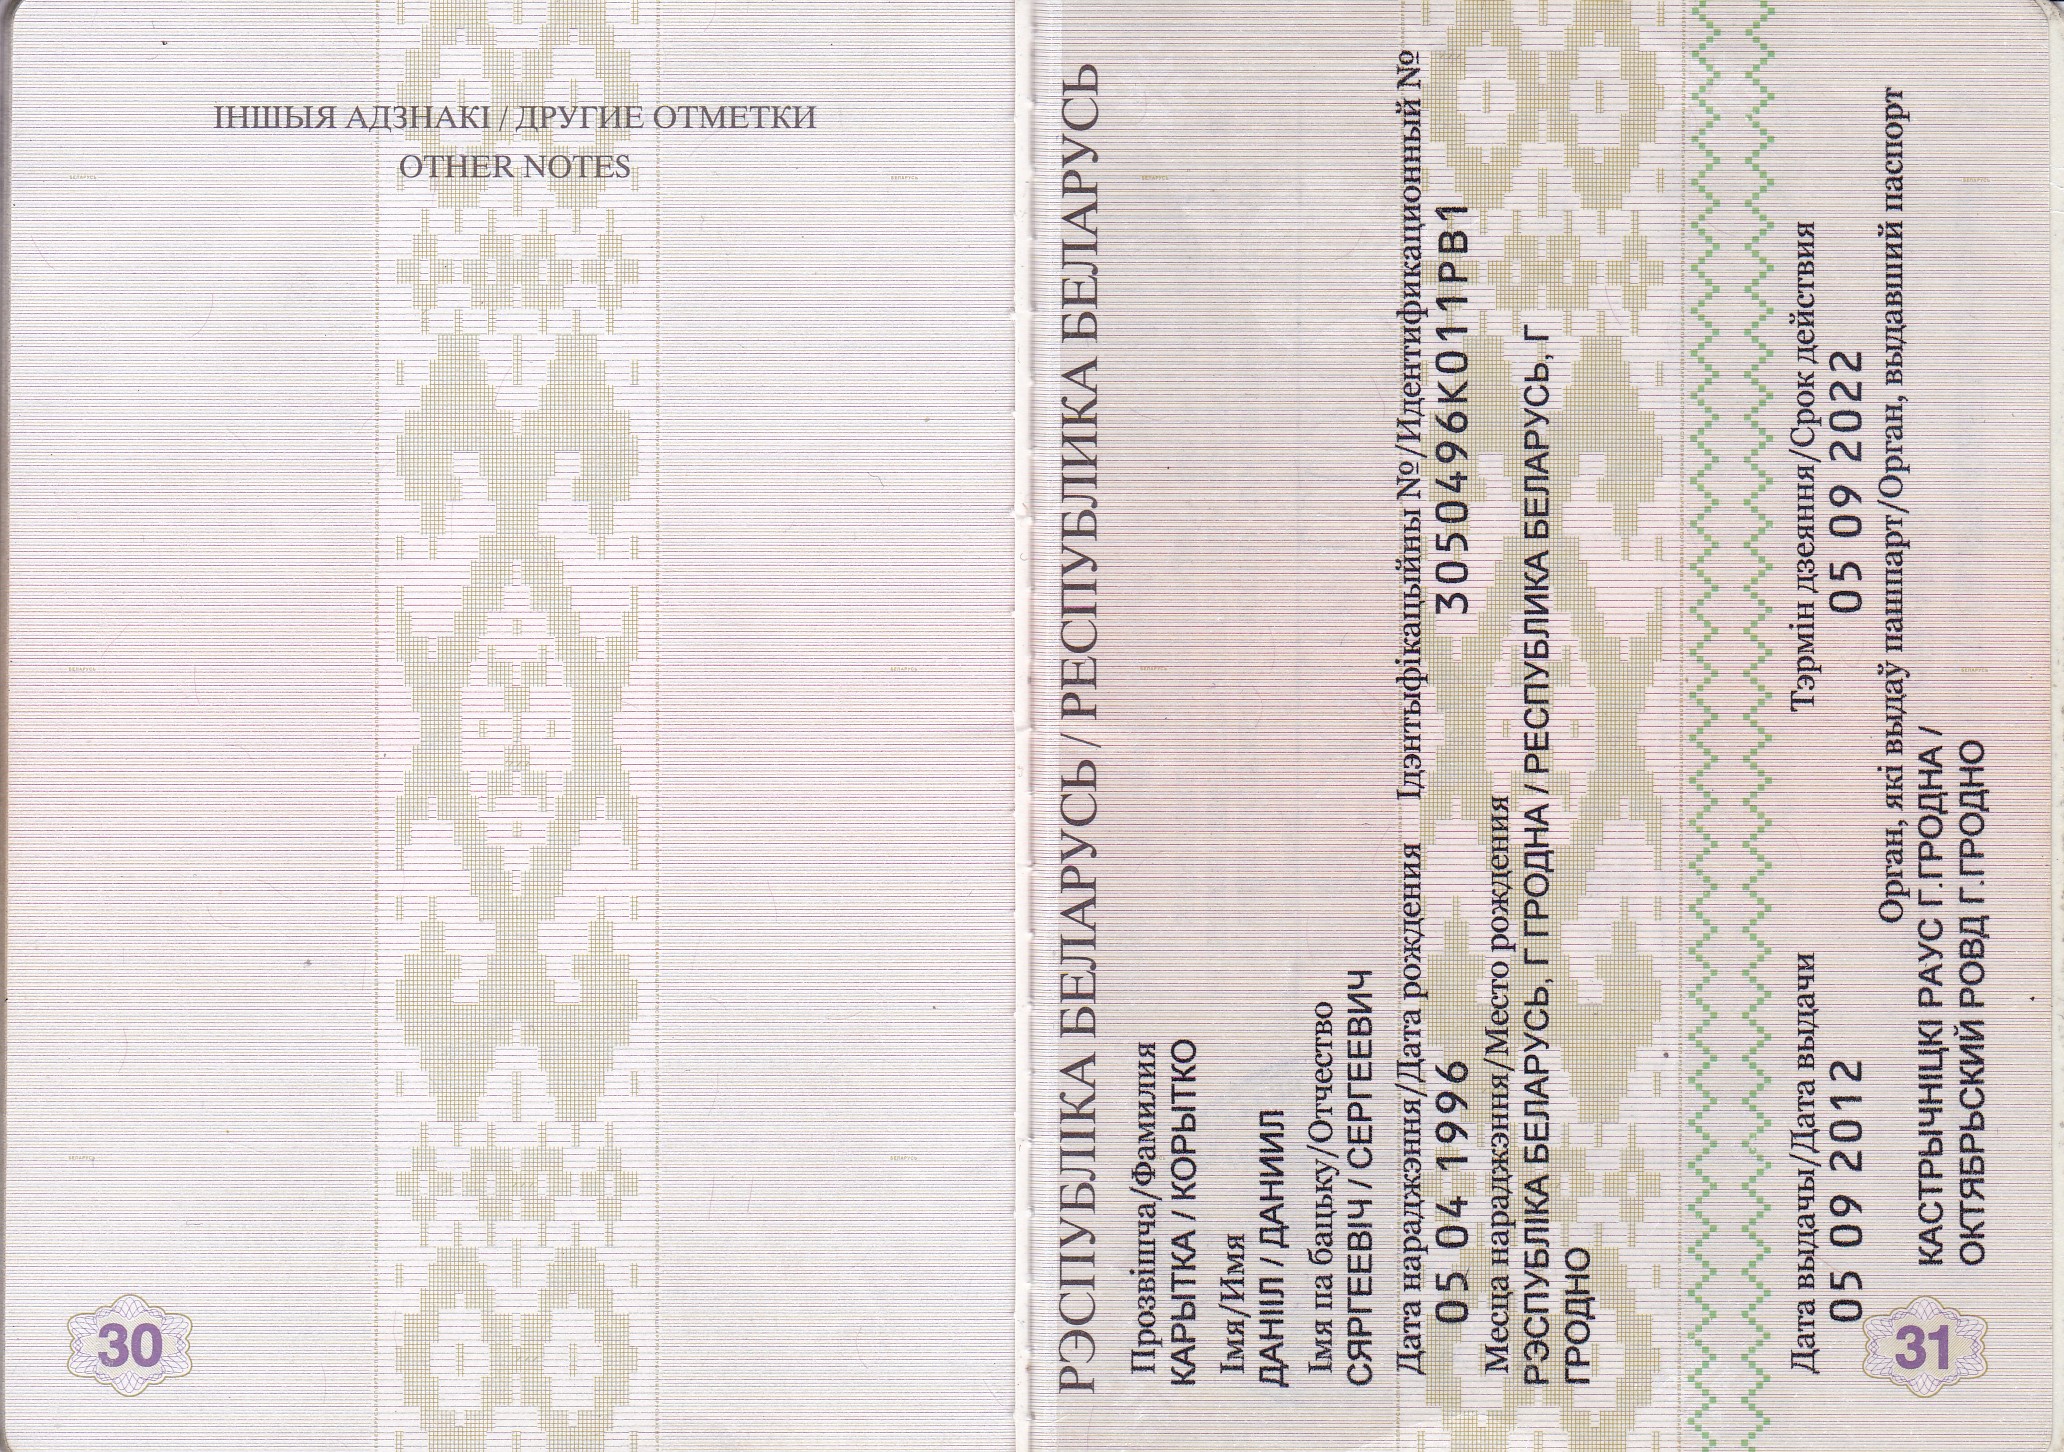 ІНШЫЯ АДЗНАКІ / ДРУГИЕ ОТМЕТКИ
OTHER NOTES
30
РЭСПУБЛІКА БЕЛАРУСЬ / РЕСПУБЛИКА БЕЛАРУСЬ
Прозвішча/Фамилия
КАРЫТКА / КОРЫТКО
Імя/Имя
ДАНІІЛ / ДАНИИЛ
Імя па бацьку/Отчество
СЯРГЕЕВІЧ / СЕРГЕЕВИЧ
Дата нараджэння/Дата рождения Ідэнтыфікацыйны №/Идентификационный №
05 04 1996 3050496K011PB1
Месца нараджэння/Место рождения
РЭСПУБЛІКА БЕЛАРУСЬ, Г ГРОДНА / РЕСПУБЛИКА БЕЛАРУСЬ, Г
ГРОДНО
Дата выдачы/Дата выдачи Тэрмін дзеяння/Срок действия
05 09 2012 05 09 2022
Орган, які выдаў пашпарт/Орган, выдавший паспорт
КАСТРЫЧНІЦКІ РАУС Г.ГРОДНА /
ОКТЯБРЬСКИЙ РОВД Г.ГРОДНО
31